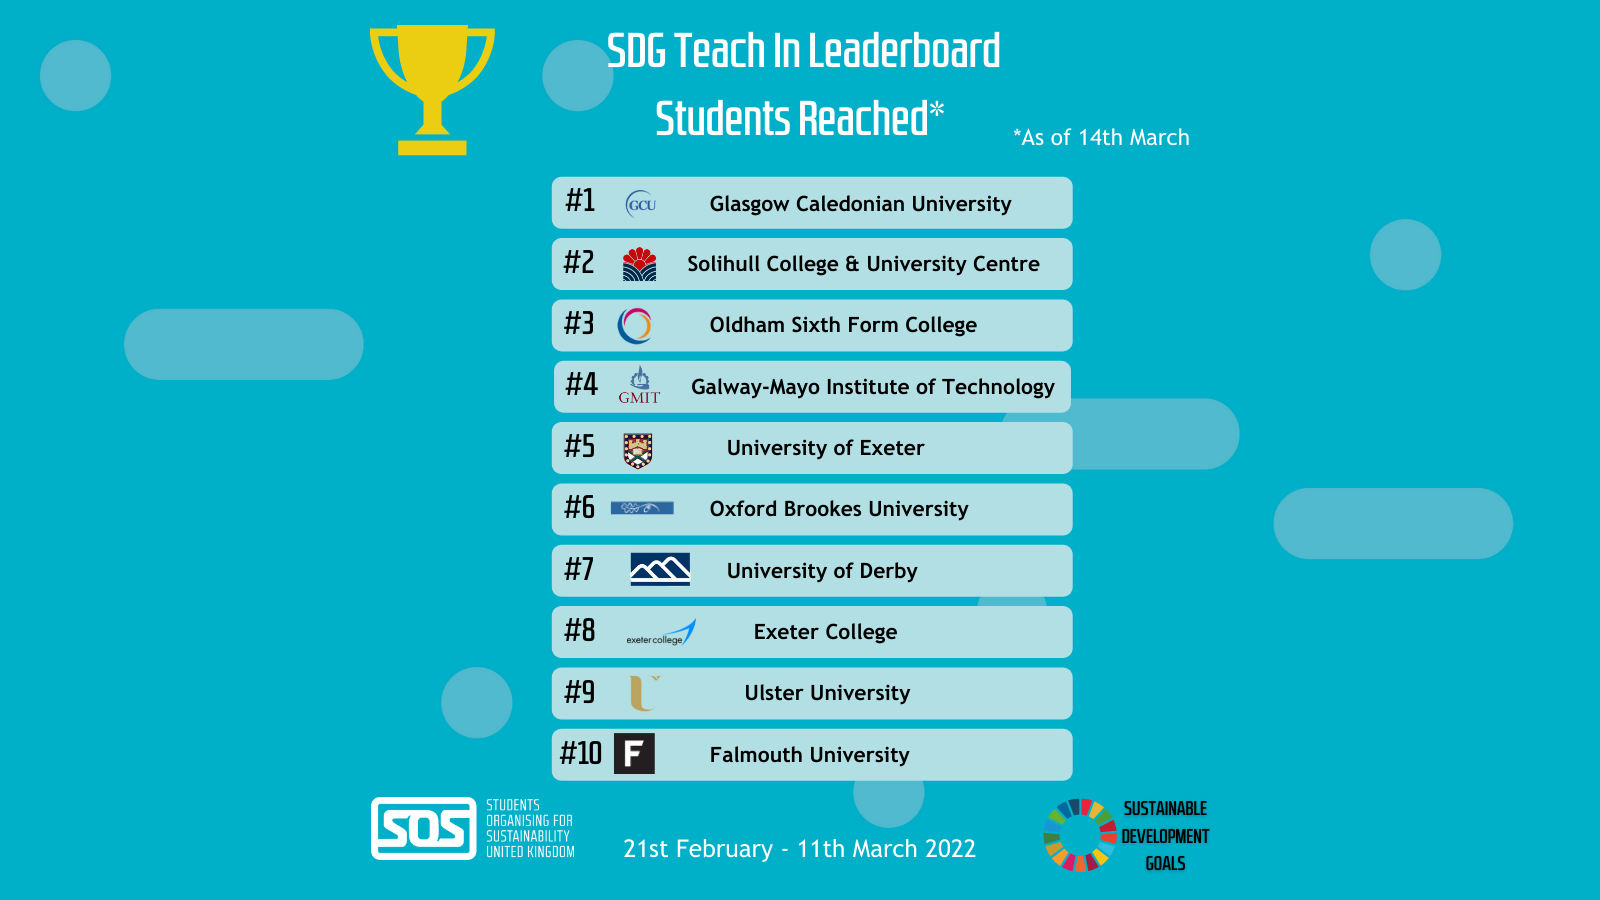 SDG Teach In Leaderboard
Students Reached*
*As of 14th March
#1 GCU Glasgow Caledonian University
#2 Solihull College & University Centre
#3 Oldham Sixth Form College
#4 GMIT Galway-Mayo Institute of Technology
#5 University of Exeter
#6 Oxford Brookes University
#7 University of Derby
#8 exeter college Exeter College
#9 U Ulster University
#10 F Falmouth University
SOS
STUDENTS
ORGANISING FOR
SUSTAINABILITY
UNITED KINGDOM
21st February - 11th March 2022
SUSTAINABLE
DEVELOPMENT
GOALS